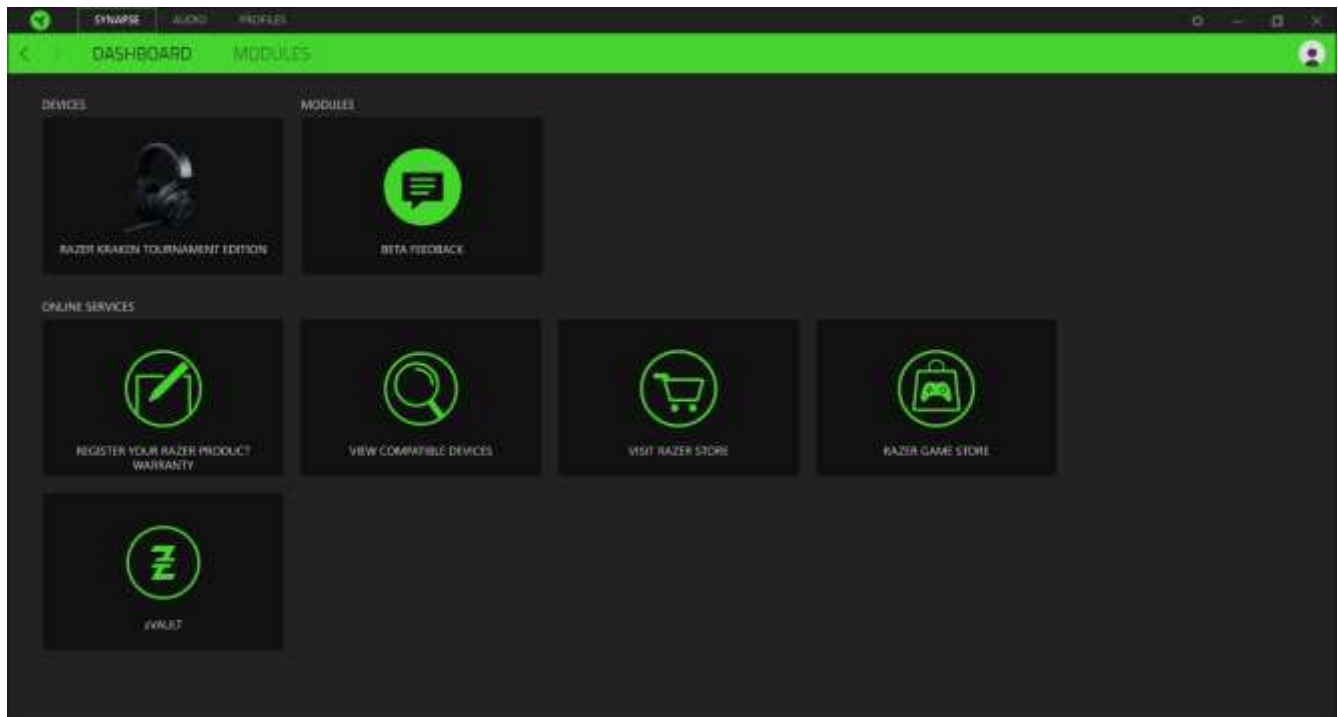 SYNAPSE AUDIO PROFILES
DASHBOARD MODULES
DEVICES MODULES
RAZER KRAKEN TOURNAMENT EDITION
BETA FEEDBACK
ONLINE SERVICES
REGISTER YOUR RAZER PRODUCT
WARRANTY
VIEW COMPATIBLE DEVICES
VISIT RAZER STORE
RAZER GAME STORE
zVAULT